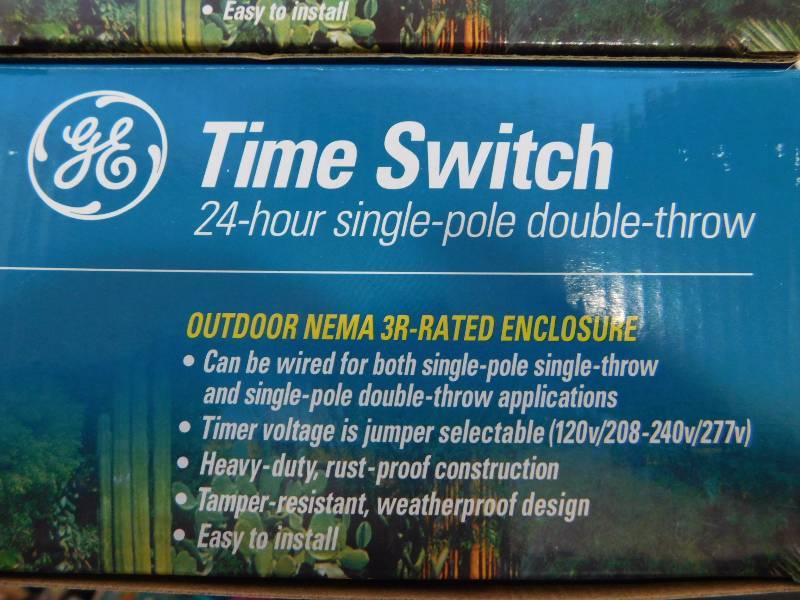 • Easy to install
GE
Time Switch
24-hour single-pole double-throw
OUTDOOR NEMA 3R-RATED ENCLOSURE
• Can be wired for both single-pole single-throw
and single-pole double-throw applications
• Timer voltage is jumper selectable (120v/208-240v/277v)
• Heavy-duty, rust-proof construction
• Tamper-resistant, weatherproof design
• Easy to install